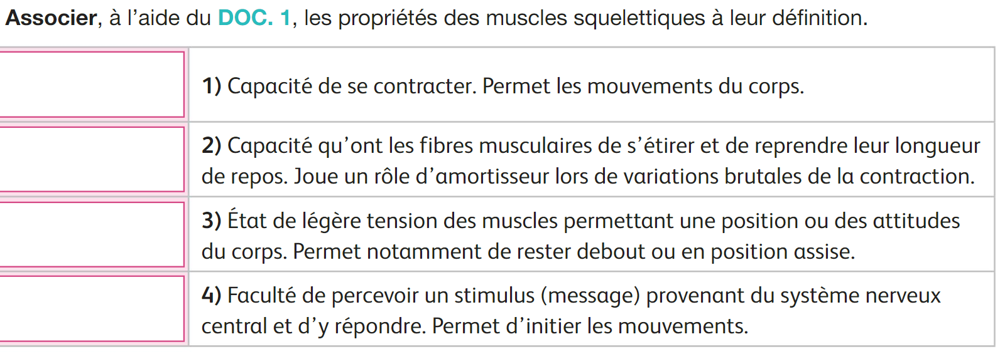 Associer, à l’aide du DOC. 1, les propriétés des muscles squelettiques à leur définition.
1) Capacité de se contracter. Permet les mouvements du corps.
2) Capacité qu’ont les fibres musculaires de s’étirer et de reprendre leur longueur
de repos. Joue un rôle d’amortisseur lors de variations brutales de la contraction.
3) État de légère tension des muscles permettant une position ou des attitudes
du corps. Permet notamment de rester debout ou en position assise.
4) Faculté de percevoir un stimulus (message) provenant du système nerveux
central et d’y répondre. Permet d’initier les mouvements.